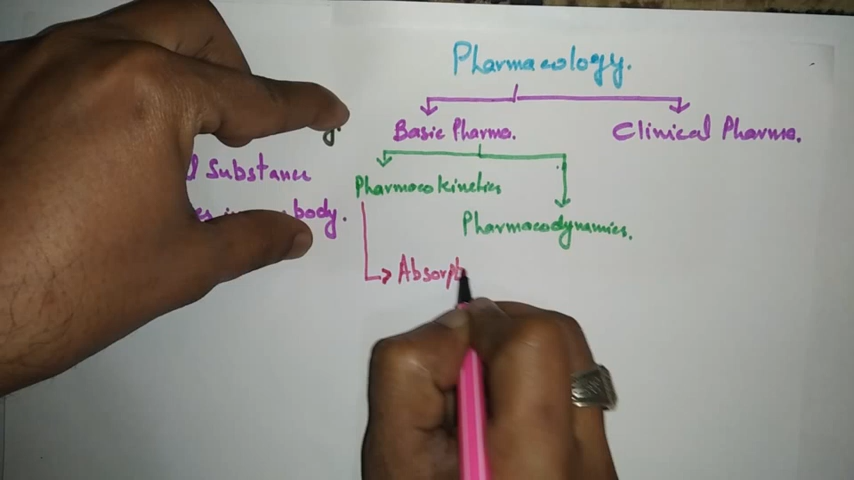 Pharmacology.
Basic Pharma.
Clinical Pharma.
Substance
Pharmacokinetics
body.
Pharmacodynamics.
Absorp